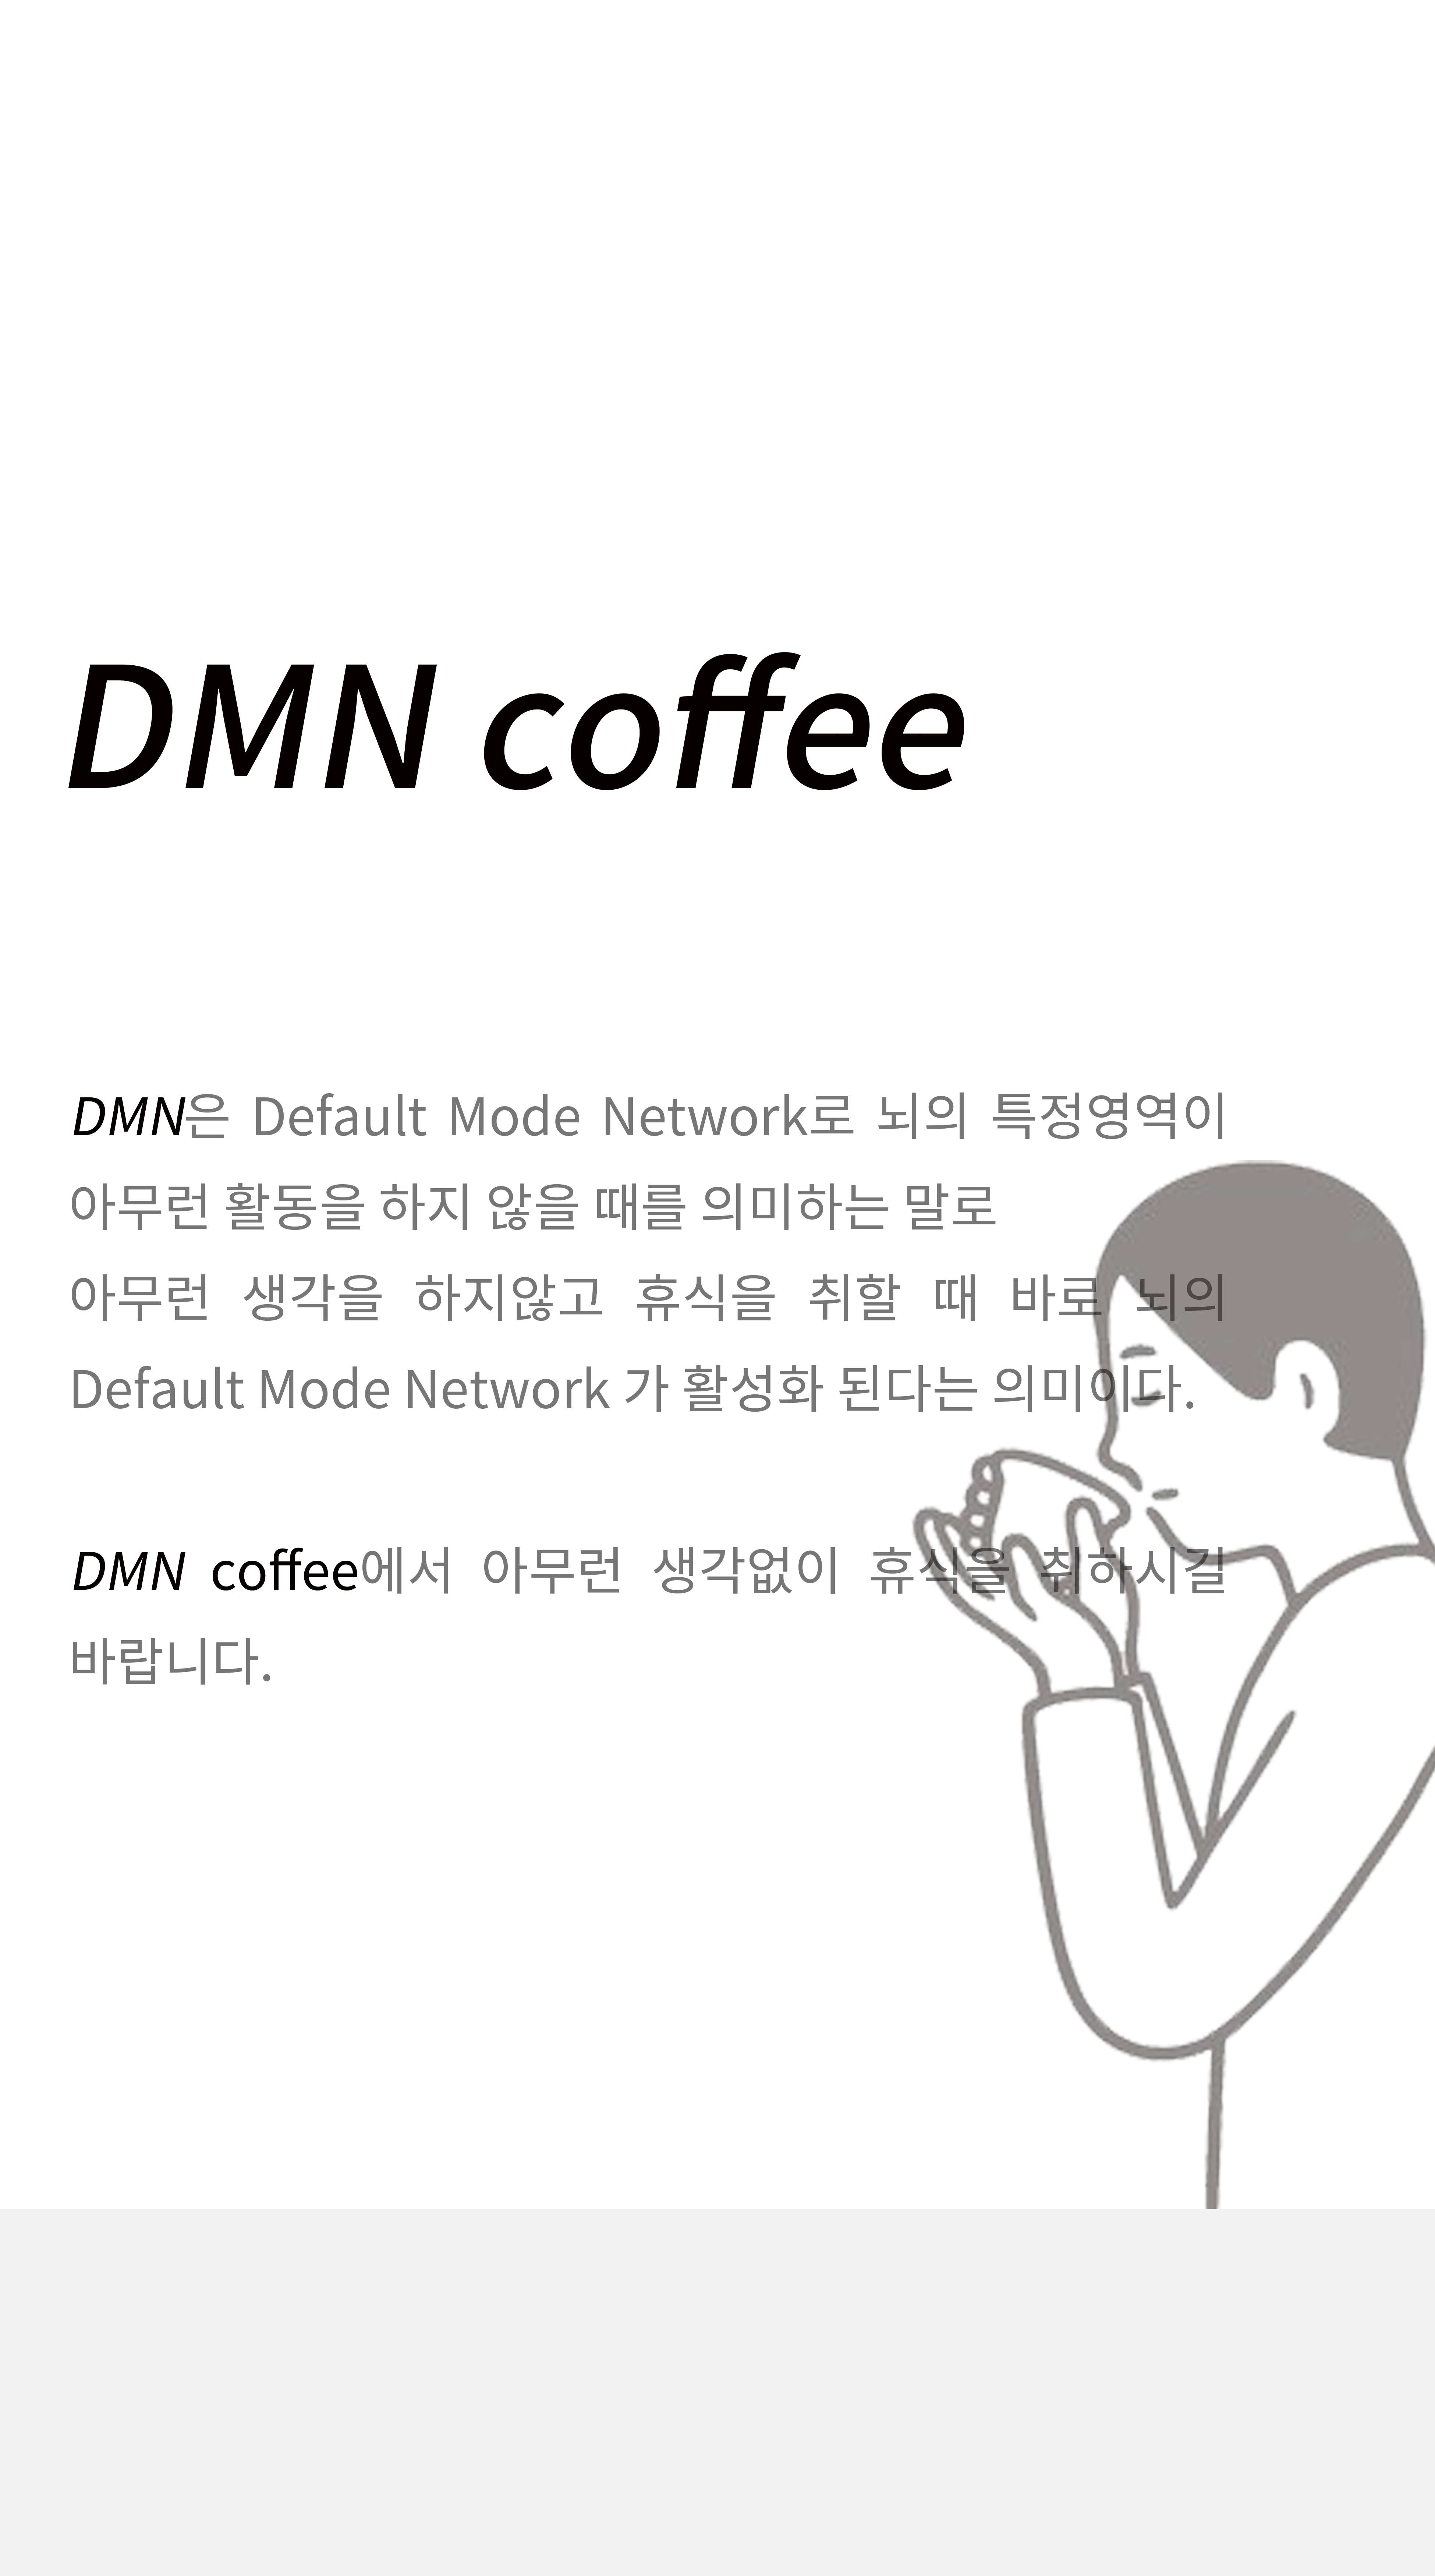 DMN coffee
DMN은 Default Mode Network로 뇌의 특정영역이
아무런 활동을 하지 않을 때를 의미하는 말로
아무런 생각을 하지않고 휴식을 취할 때 바로 뇌의
Default Mode Network 가 활성화 된다는 의미이다.
DMN coffee에서 아무런 생각없이 휴식을 취하시길
바랍니다.